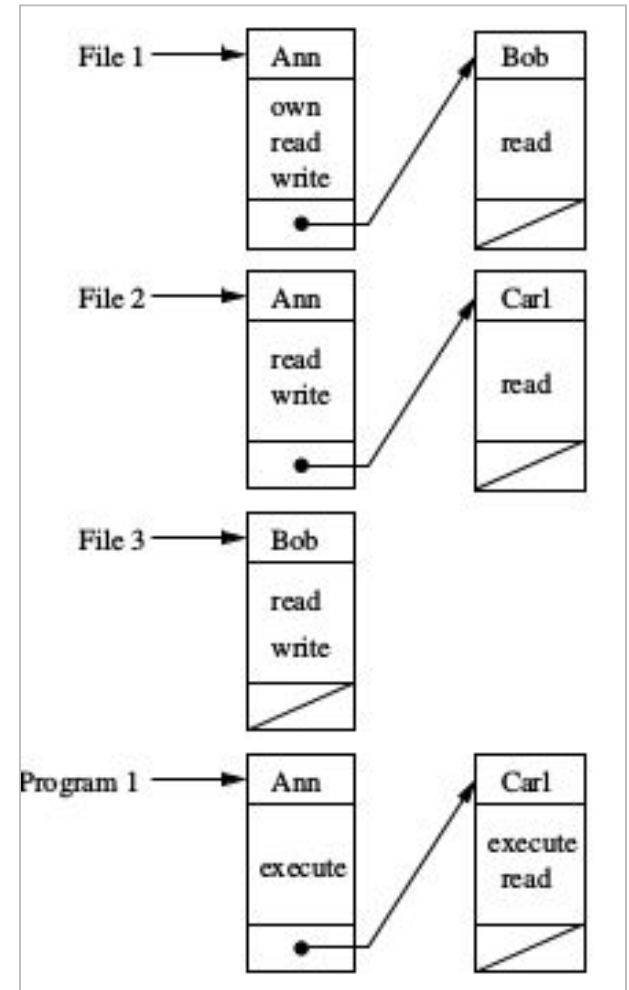 File 1
Ann
own
read
write
Bob
read
File 2
Ann
read
write
Carl
read
File 3
Bob
read
write
Program 1
Ann
execute
Carl
execute
read